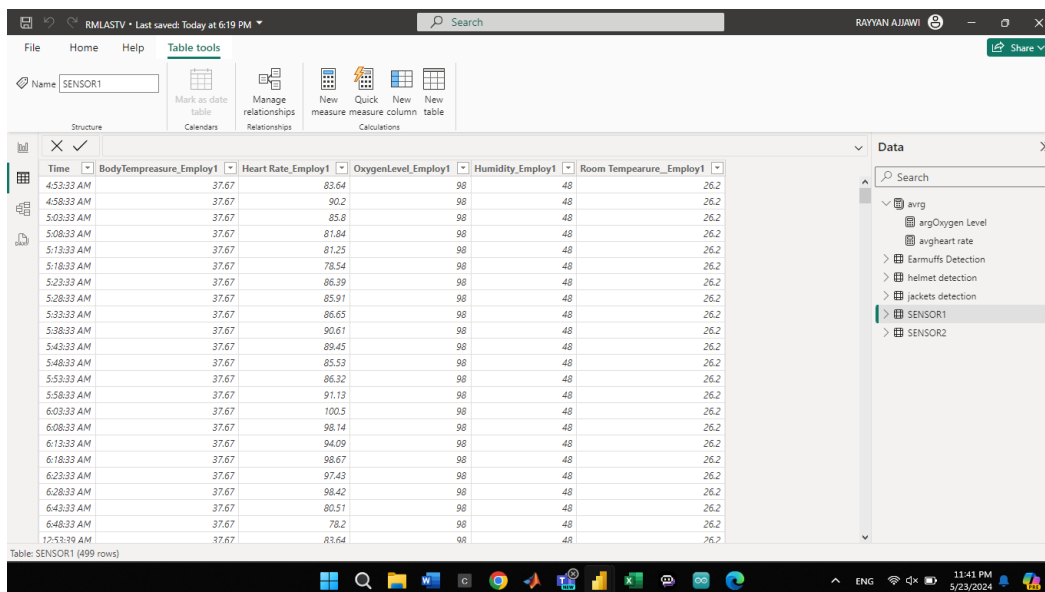 RMLASTV • Last saved: Today at 6:19 PM
Search
RAYYAN AJJAWI
File Home Help Table tools
Share
Name SENSOR1
Mark as date table
Manage relationships
New measure
Quick measure
New column
New table
Structure
Calendars
Relationships
Calculations
Time BodyTempreasure_Employ1 Heart Rate_Employ1 OxygenLevel_Employ1 Humidity_Employ1 Room Tempearure__Employ1
4:53:33 AM 37.67 83.64 98 48 26.2
4:58:33 AM 37.67 90.2 98 48 26.2
5:03:33 AM 37.67 85.8 98 48 26.2
5:08:33 AM 37.67 81.84 98 48 26.2
5:13:33 AM 37.67 81.25 98 48 26.2
5:18:33 AM 37.67 78.54 98 48 26.2
5:23:33 AM 37.67 86.39 98 48 26.2
5:28:33 AM 37.67 85.91 98 48 26.2
5:33:33 AM 37.67 86.65 98 48 26.2
5:38:33 AM 37.67 90.61 98 48 26.2
5:43:33 AM 37.67 89.45 98 48 26.2
5:48:33 AM 37.67 85.53 98 48 26.2
5:53:33 AM 37.67 86.32 98 48 26.2
5:58:33 AM 37.67 91.13 98 48 26.2
6:03:33 AM 37.67 100.5 98 48 26.2
6:08:33 AM 37.67 98.14 98 48 26.2
6:13:33 AM 37.67 94.09 98 48 26.2
6:18:33 AM 37.67 98.67 98 48 26.2
6:23:33 AM 37.67 97.43 98 48 26.2
6:28:33 AM 37.67 98.42 98 48 26.2
6:43:33 AM 37.67 80.51 98 48 26.2
6:48:33 AM 37.67 78.2 98 48 26.2
12:53:39 AM 37.67 83.64 98 48 26.2
Data
Search
avrg
argOxygen Level
avgheart rate
Earmuffs Detection
helmet detection
jackets detection
SENSOR1
SENSOR2
Table: SENSOR1 (499 rows)
ENG
11:41 PM
5/23/2024